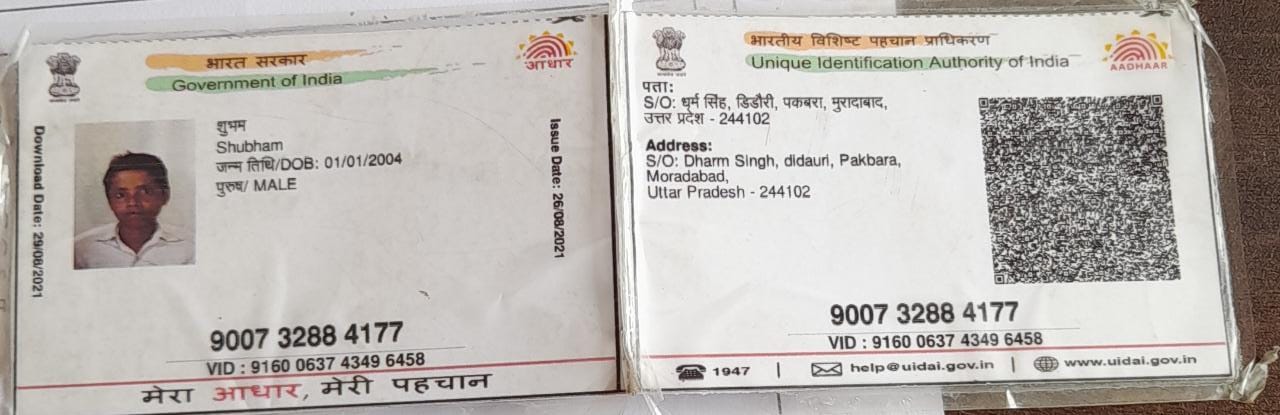 भारत सरकार
Government of India
आधार
Download Date: 29/08/2021
शुभम
Shubham
जन्म तिथि/DOB: 01/01/2004
पुरुष/ MALE
Issue Date: 26/08/2021
9007 3288 4177
VID : 9160 0637 4349 6458
मेरा आधार, मेरी पहचान
भारतीय विशिष्ट पहचान प्राधिकरण
Unique Identification Authority of India
AADHAAR
पता:
S/O: धर्म सिंह, डिडौरी, पकबरा, मुरादाबाद,
उत्तर प्रदेश - 244102
Address:
S/O: Dharm Singh, didauri, Pakbara,
Moradabad,
Uttar Pradesh - 244102
9007 3288 4177
VID : 9160 0637 4349 6458
1947 | help@uidai.gov.in | www.uidai.gov.in